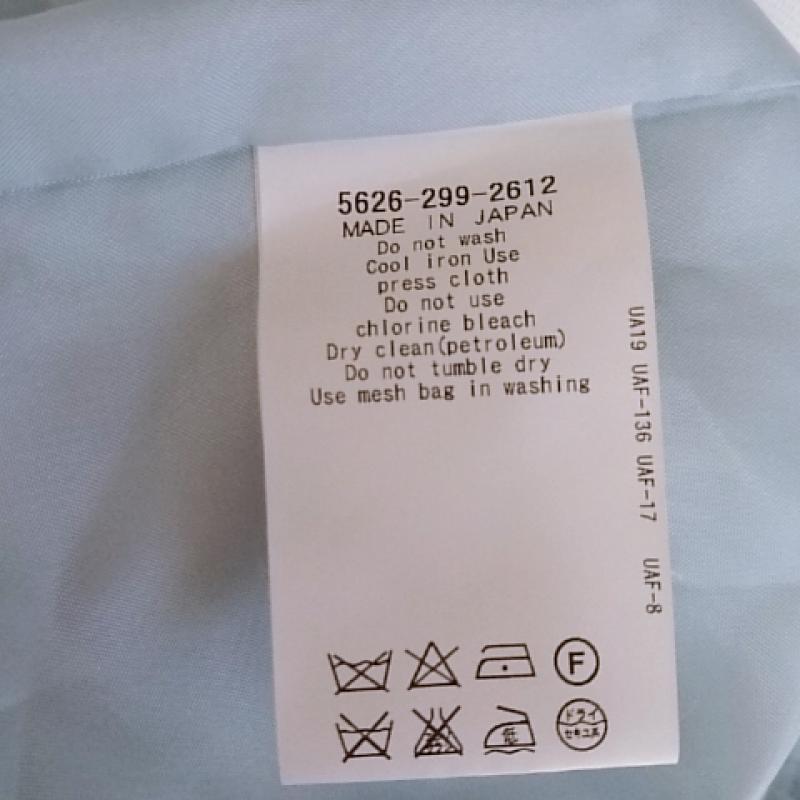 5626-299-2612
MADE IN JAPAN
Do not wash
Cool iron Use
press cloth
Do not use
chlorine bleach
Dry clean(petroleum)
Do not tumble dry
Use mesh bag in washing
UA19 UAF-136 UAF-17 UAF-8
F
低
ドライ
セキユ系